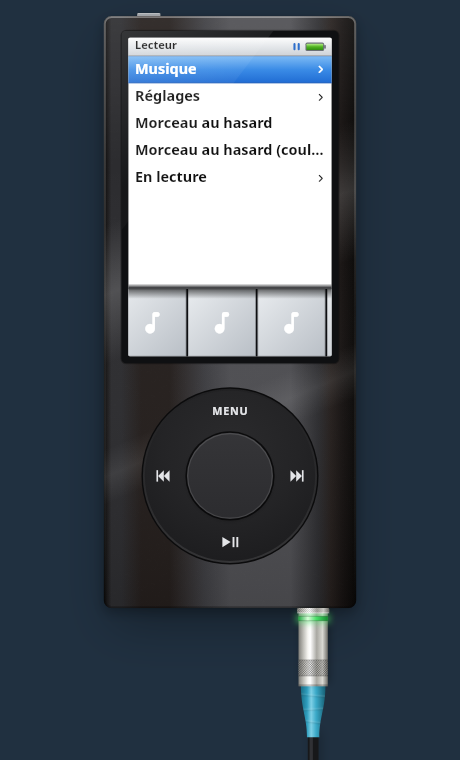 Lecteur
Musique
Réglages
Morceau au hasard
Morceau au hasard (coul...
En lecture
MENU